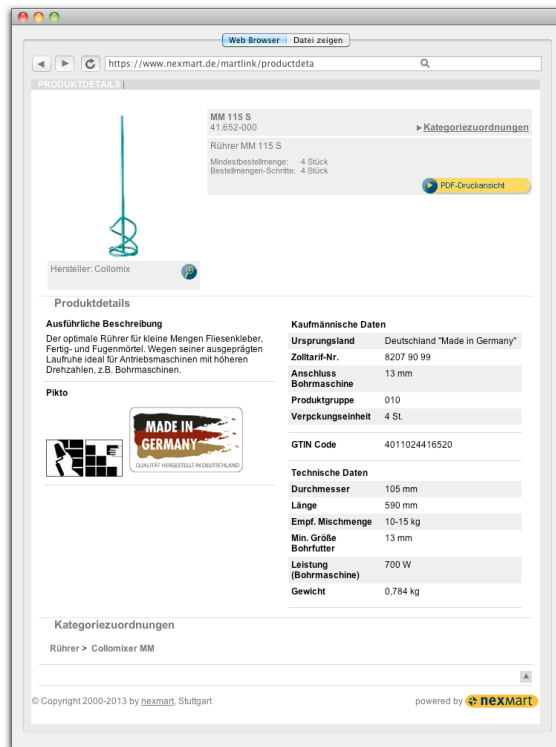 Web Browser Datei zeigen
https://www.nexmart.de/martlink/productdeta
PRODUKTDETAILS
MM 115 S
41.652-000
Kategoriezuordnungen
Rührer MM 115 S
Mindestbestellmenge: 4 Stück
Bestellmengen-Schritte: 4 Stück
PDF-Druckansicht
Hersteller: Collomix
Produktdetails
Ausführliche Beschreibung
Der optimale Rührer für kleine Mengen Fliesenkleber,
Fertig- und Fugenmörtel. Wegen seiner ausgeprägten
Laufruhe ideal für Antriebsmaschinen mit höheren
Drehzahlen, z.B. Bohrmaschinen.
Pikto
MADE IN
GERMANY
QUALITÄT HERGESTELLT IN DEUTSCHLAND
Kaufmännische Daten
Ursprungsland Deutschland "Made in Germany"
Zolltarif-Nr. 8207 90 99
Anschluss 13 mm
Bohrmaschine
Produktgruppe 010
Verpckungseinheit 4 St.
GTIN Code 4011024416520
Technische Daten
Durchmesser 105 mm
Länge 590 mm
Empf. Mischmenge 10-15 kg
Min. Größe 13 mm
Bohrfutter
Leistung 700 W
(Bohrmaschine)
Gewicht 0,784 kg
Kategoriezuordnungen
Rührer > Collomixer MM
© Copyright 2000-2013 by nexmart, Stuttgart
powered by nexmart